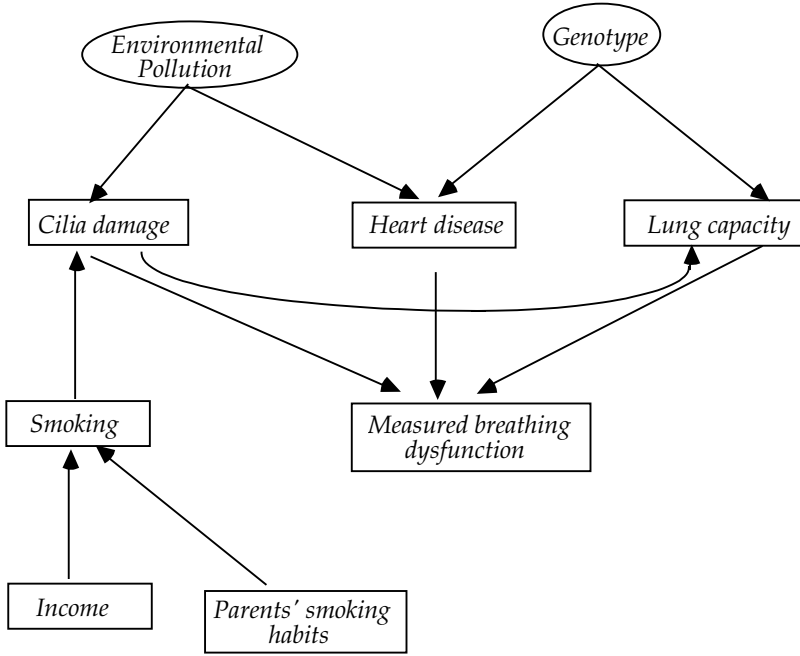 Environmental
Pollution
Genotype
Cilia damage
Heart disease
Lung capacity
Smoking
Measured breathing
dysfunction
Income
Parents' smoking
habits